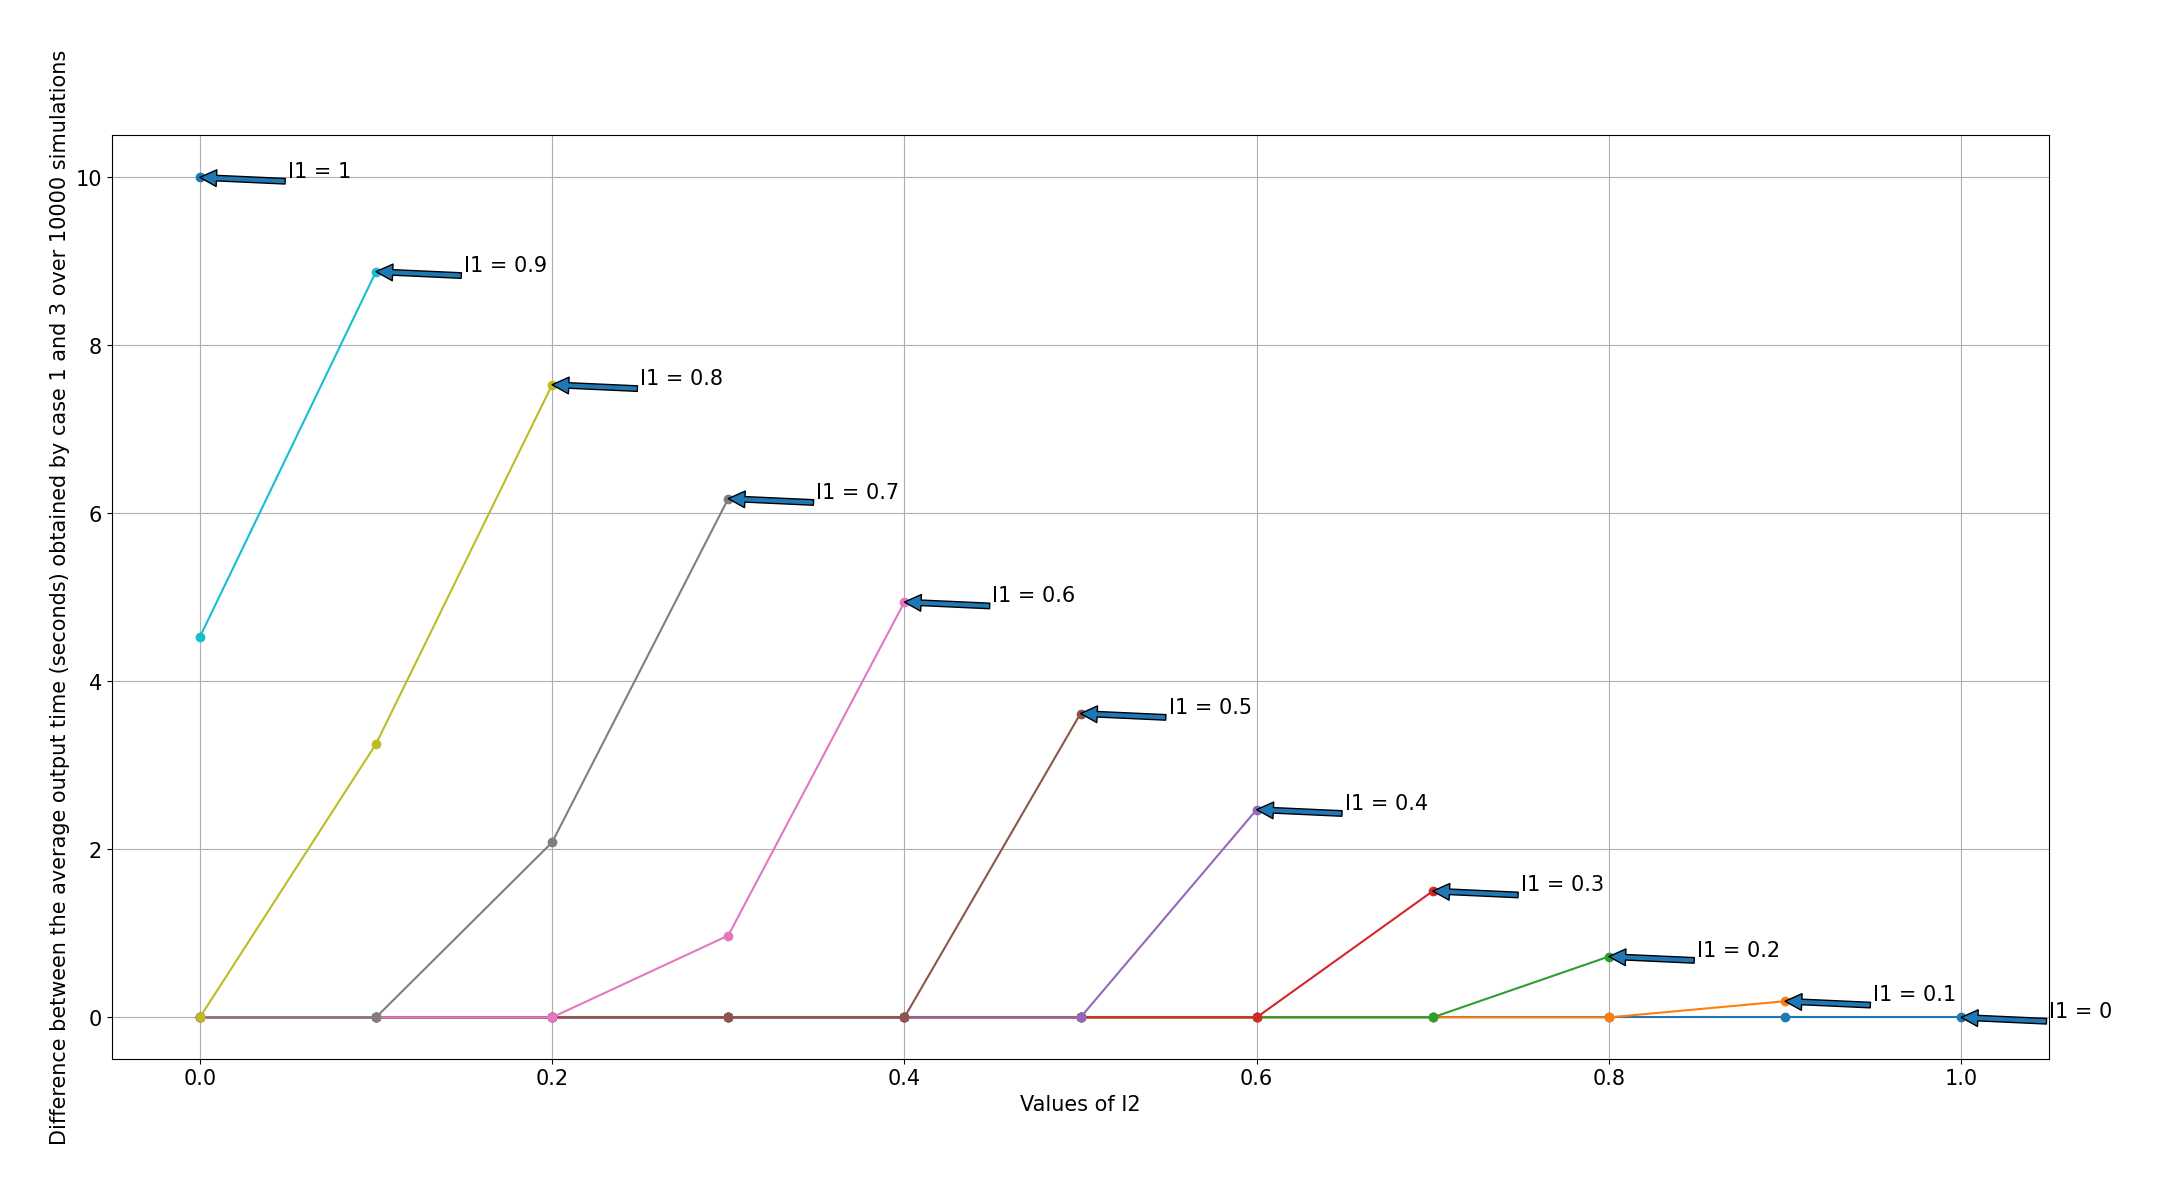 Difference between the average output time (seconds) obtained by case 1 and 3 over 10000 simulations
10
8
6
4
2
0
I1 = 1
I1 = 0.9
I1 = 0.8
I1 = 0.7
I1 = 0.6
I1 = 0.5
I1 = 0.4
I1 = 0.3
I1 = 0.2
I1 = 0.1
I1 = 0
0.0 0.2 0.4 0.6 0.8 1.0
Values of I2